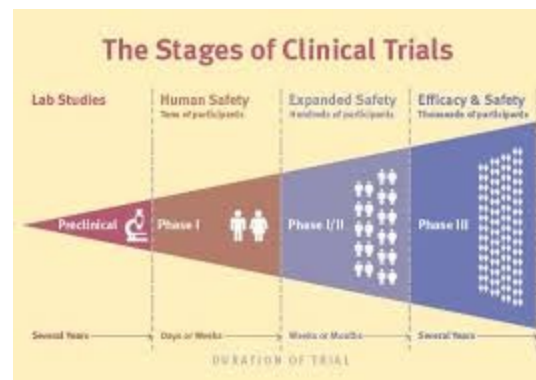 The Stages of Clinical Trials
Lab Studies
Human Safety
Tens of participants
Expanded Safety
Hundreds of participants
Efficacy & Safety
Thousands of participants
Preclinical
Phase I
Phase I/II
Phase III
Several Years
Days or Weeks
Weeks or Months
Several Years
DURATION OF TRIAL